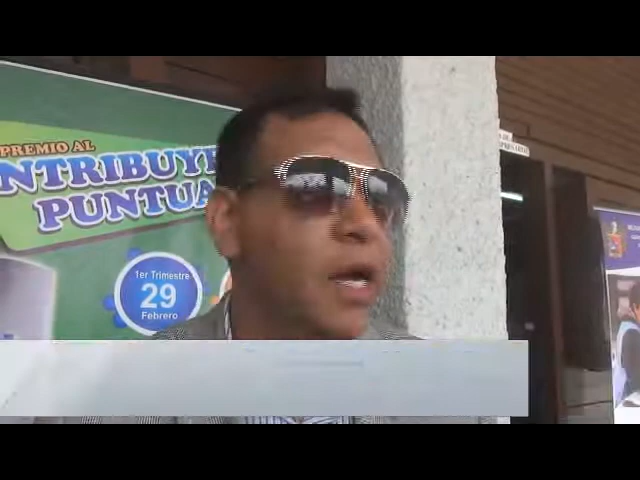 PREMIO AL
NTRIBUYE
PUNTUA
1er Trimestre
29
Febrero